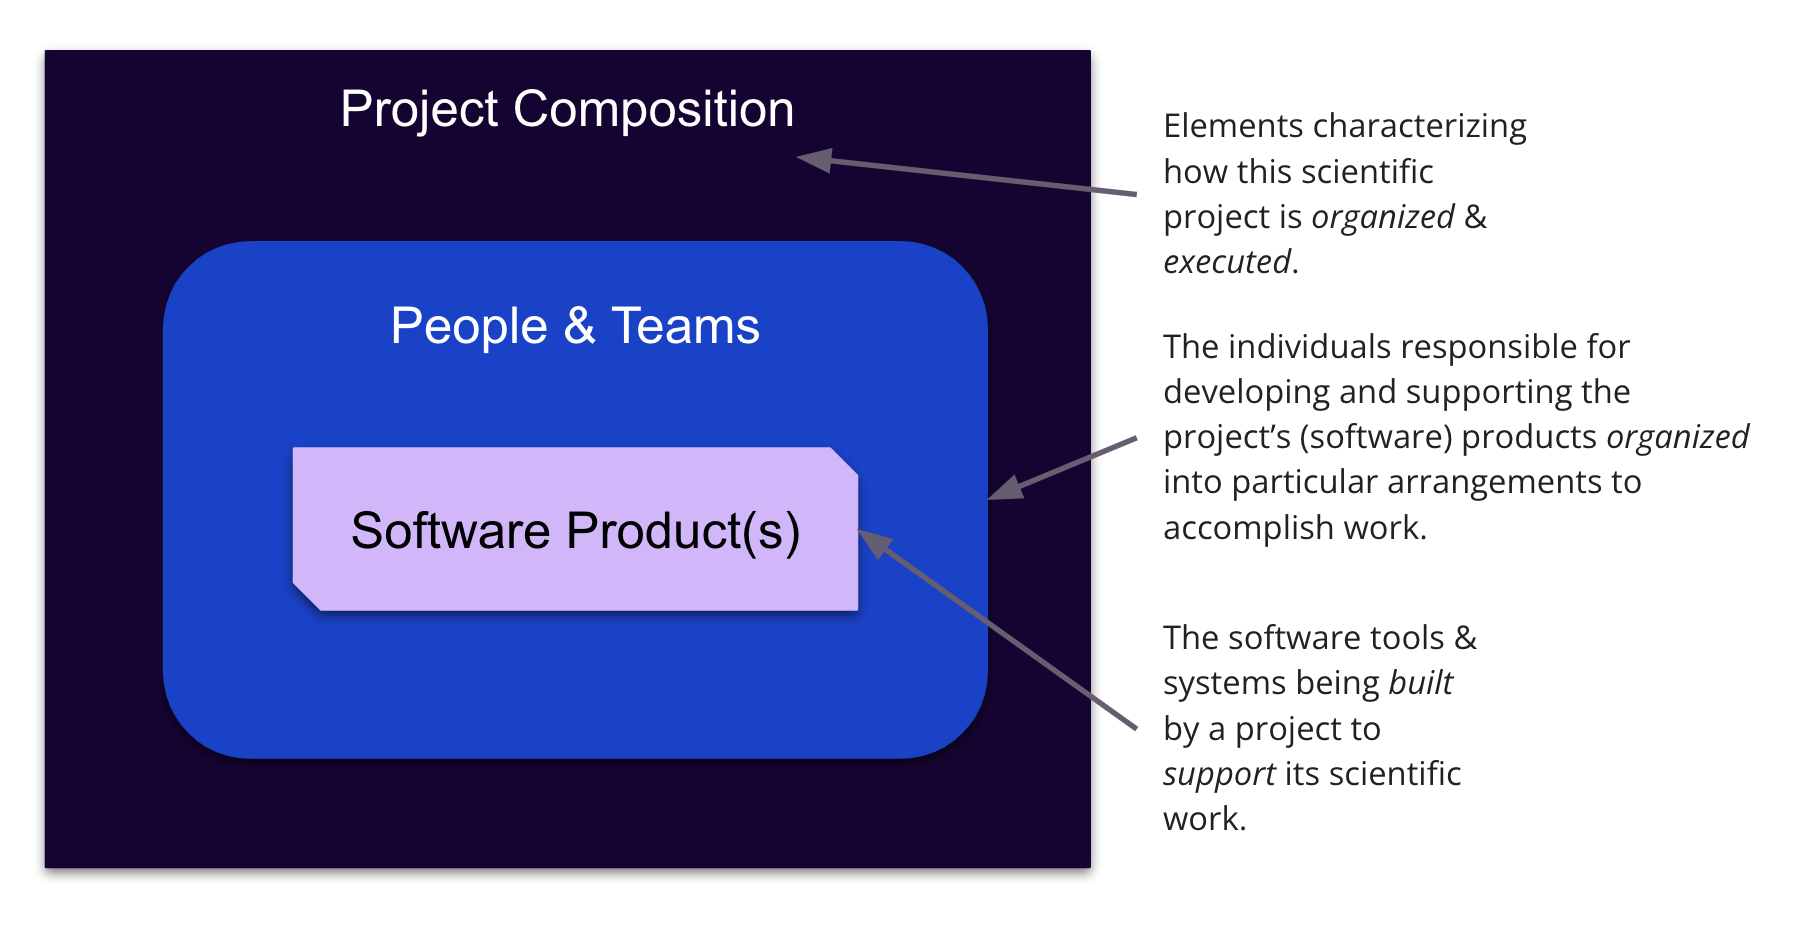 Project Composition
Elements characterizing
how this scientific
project is organized &
executed.
People & Teams
The individuals responsible for
developing and supporting the
project’s (software) products organized
into particular arrangements to
accomplish work.
Software Product(s)
The software tools &
systems being built
by a project to
support its scientific
work.